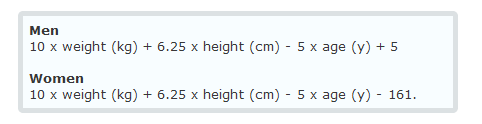 Men
10 x weight (kg) + 6.25 x height (cm) - 5 x age (y) + 5
Women
10 x weight (kg) + 6.25 x height (cm) - 5 x age (y) - 161.